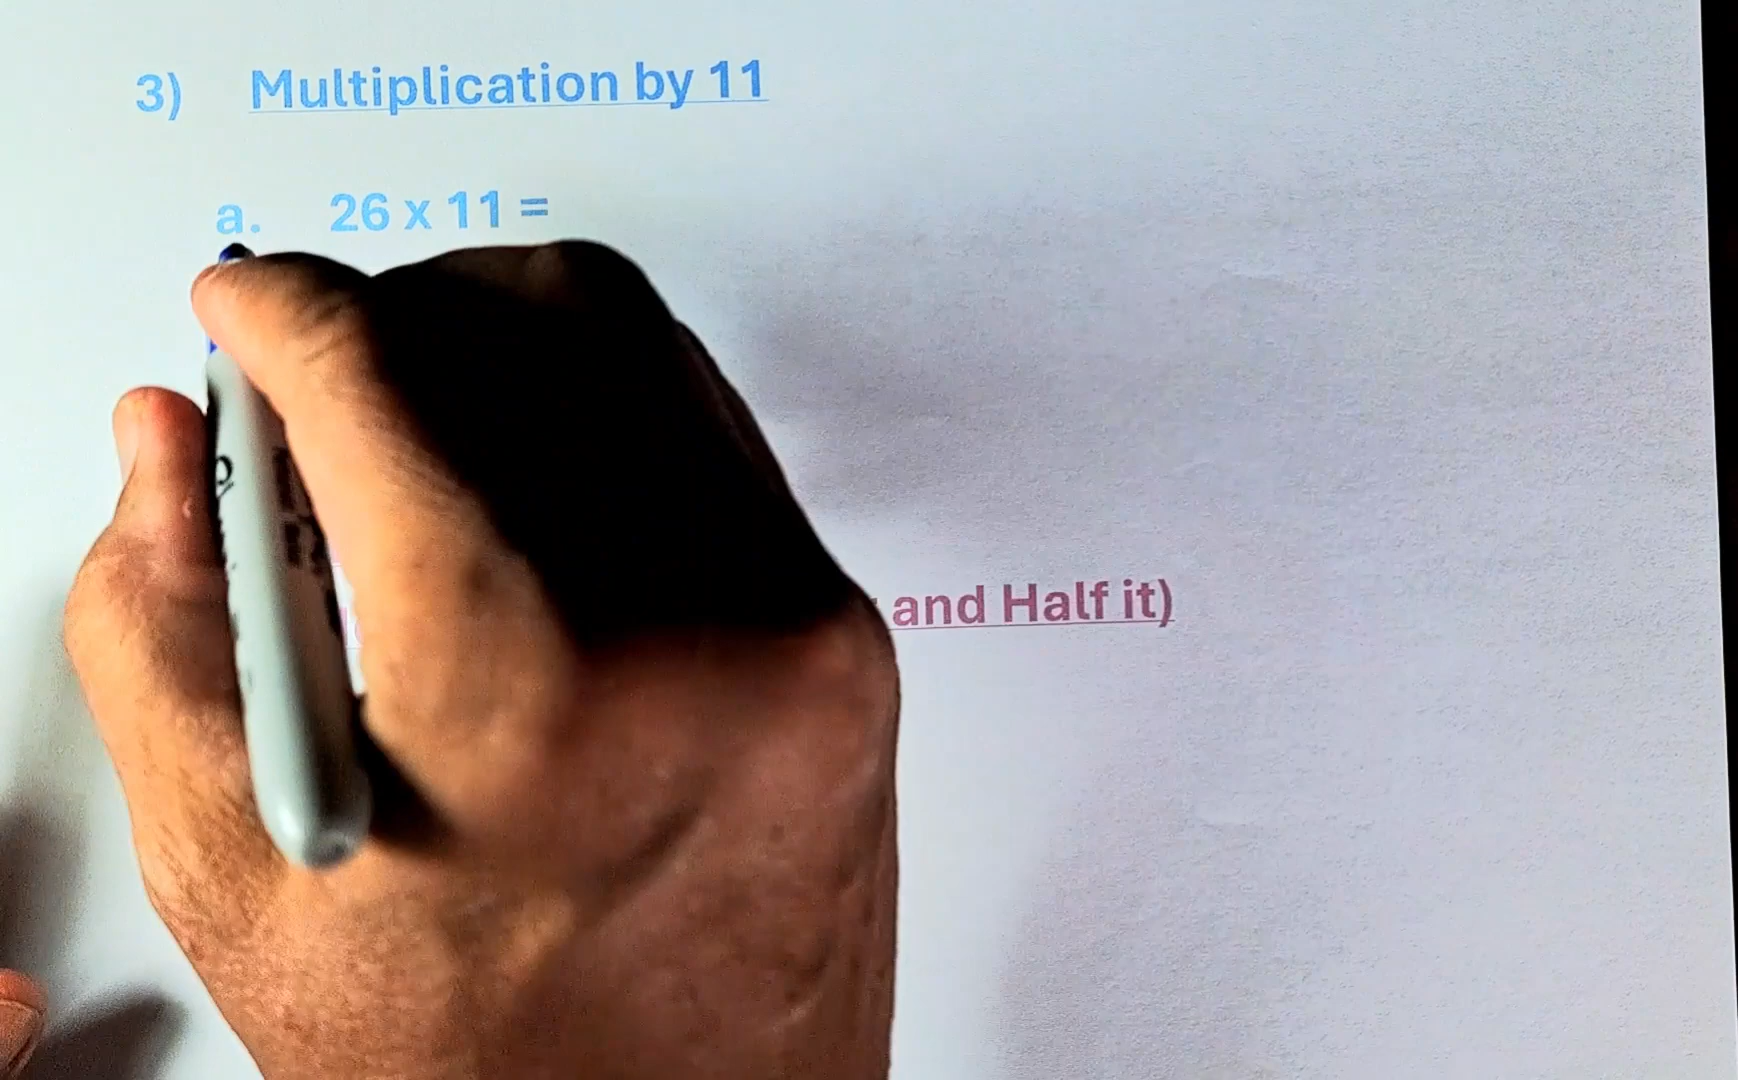 3) Multiplication by 11
a. 26 x 11 =
and Half it)